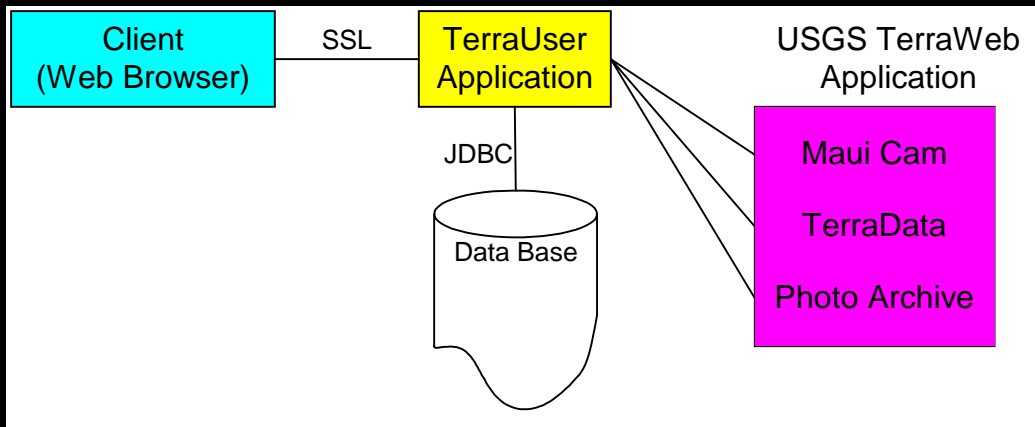 Client
(Web Browser)
SSL
TerraUser
Application
USGS TerraWeb
Application
JDBC
Data Base
Maui Cam
TerraData
Photo Archive